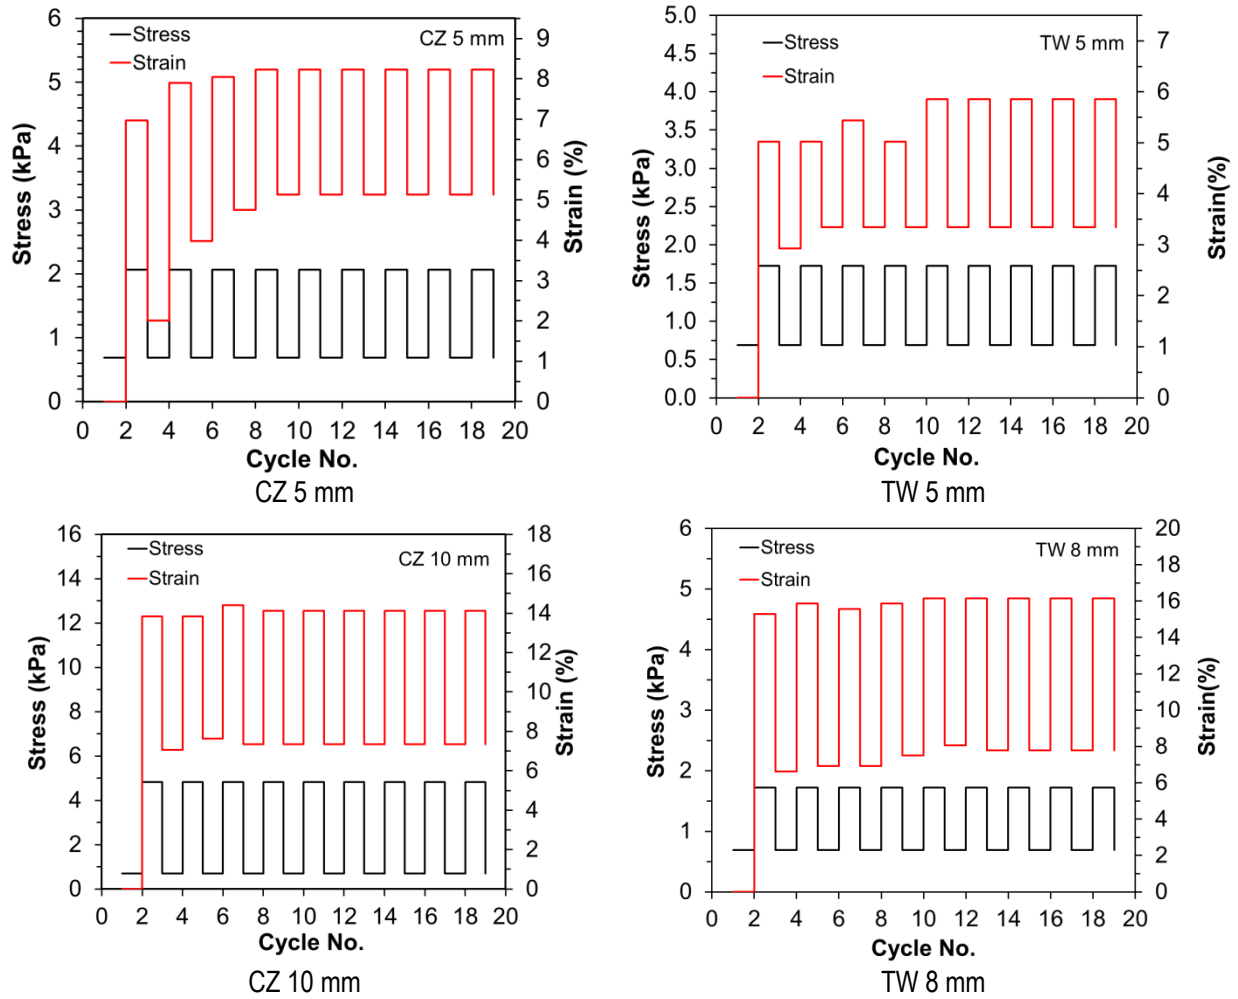 Stress
Strain
CZ 5 mm
Stress (kPa)
6
5
4
3
2
1
0
9
8
7
6
5
4
3
2
1
0
Strain (%)
0 2 4 6 8 10 12 14 16 18 20
Cycle No.
CZ 5 mm
Stress
Strain
TW 5 mm
Stress (kPa)
5.0
4.5
4.0
3.5
3.0
2.5
2.0
1.5
1.0
0.5
0.0
7
6
5
4
3
2
1
0
Strain(%)
0 2 4 6 8 10 12 14 16 18 20
Cycle No.
TW 5 mm
Stress
Strain
CZ 10 mm
Stress (kPa)
16
14
12
10
8
6
4
2
0
18
16
14
12
10
8
6
4
2
0
Strain (%)
0 2 4 6 8 10 12 14 16 18 20
Cycle No.
CZ 10 mm
Stress
Strain
TW 8 mm
Stress (kPa)
6
5
4
3
2
1
0
20
18
16
14
12
10
8
6
4
2
0
Strain(%)
0 2 4 6 8 10 12 14 16 18 20
Cycle No.
TW 8 mm